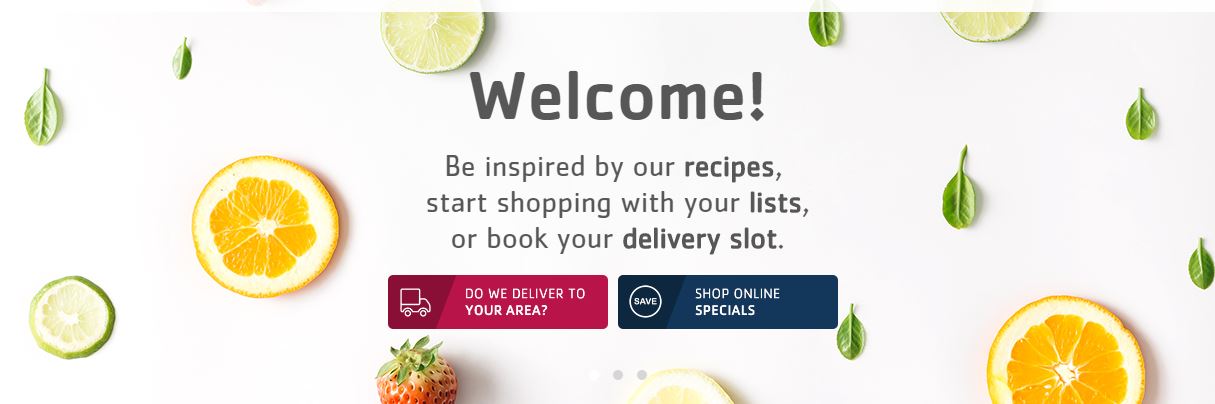 Welcome!
Be inspired by our recipes,
start shopping with your lists,
or book your delivery slot.
DO WE DELIVER TO
YOUR AREA?
SAVE
SHOP ONLINE
SPECIALS